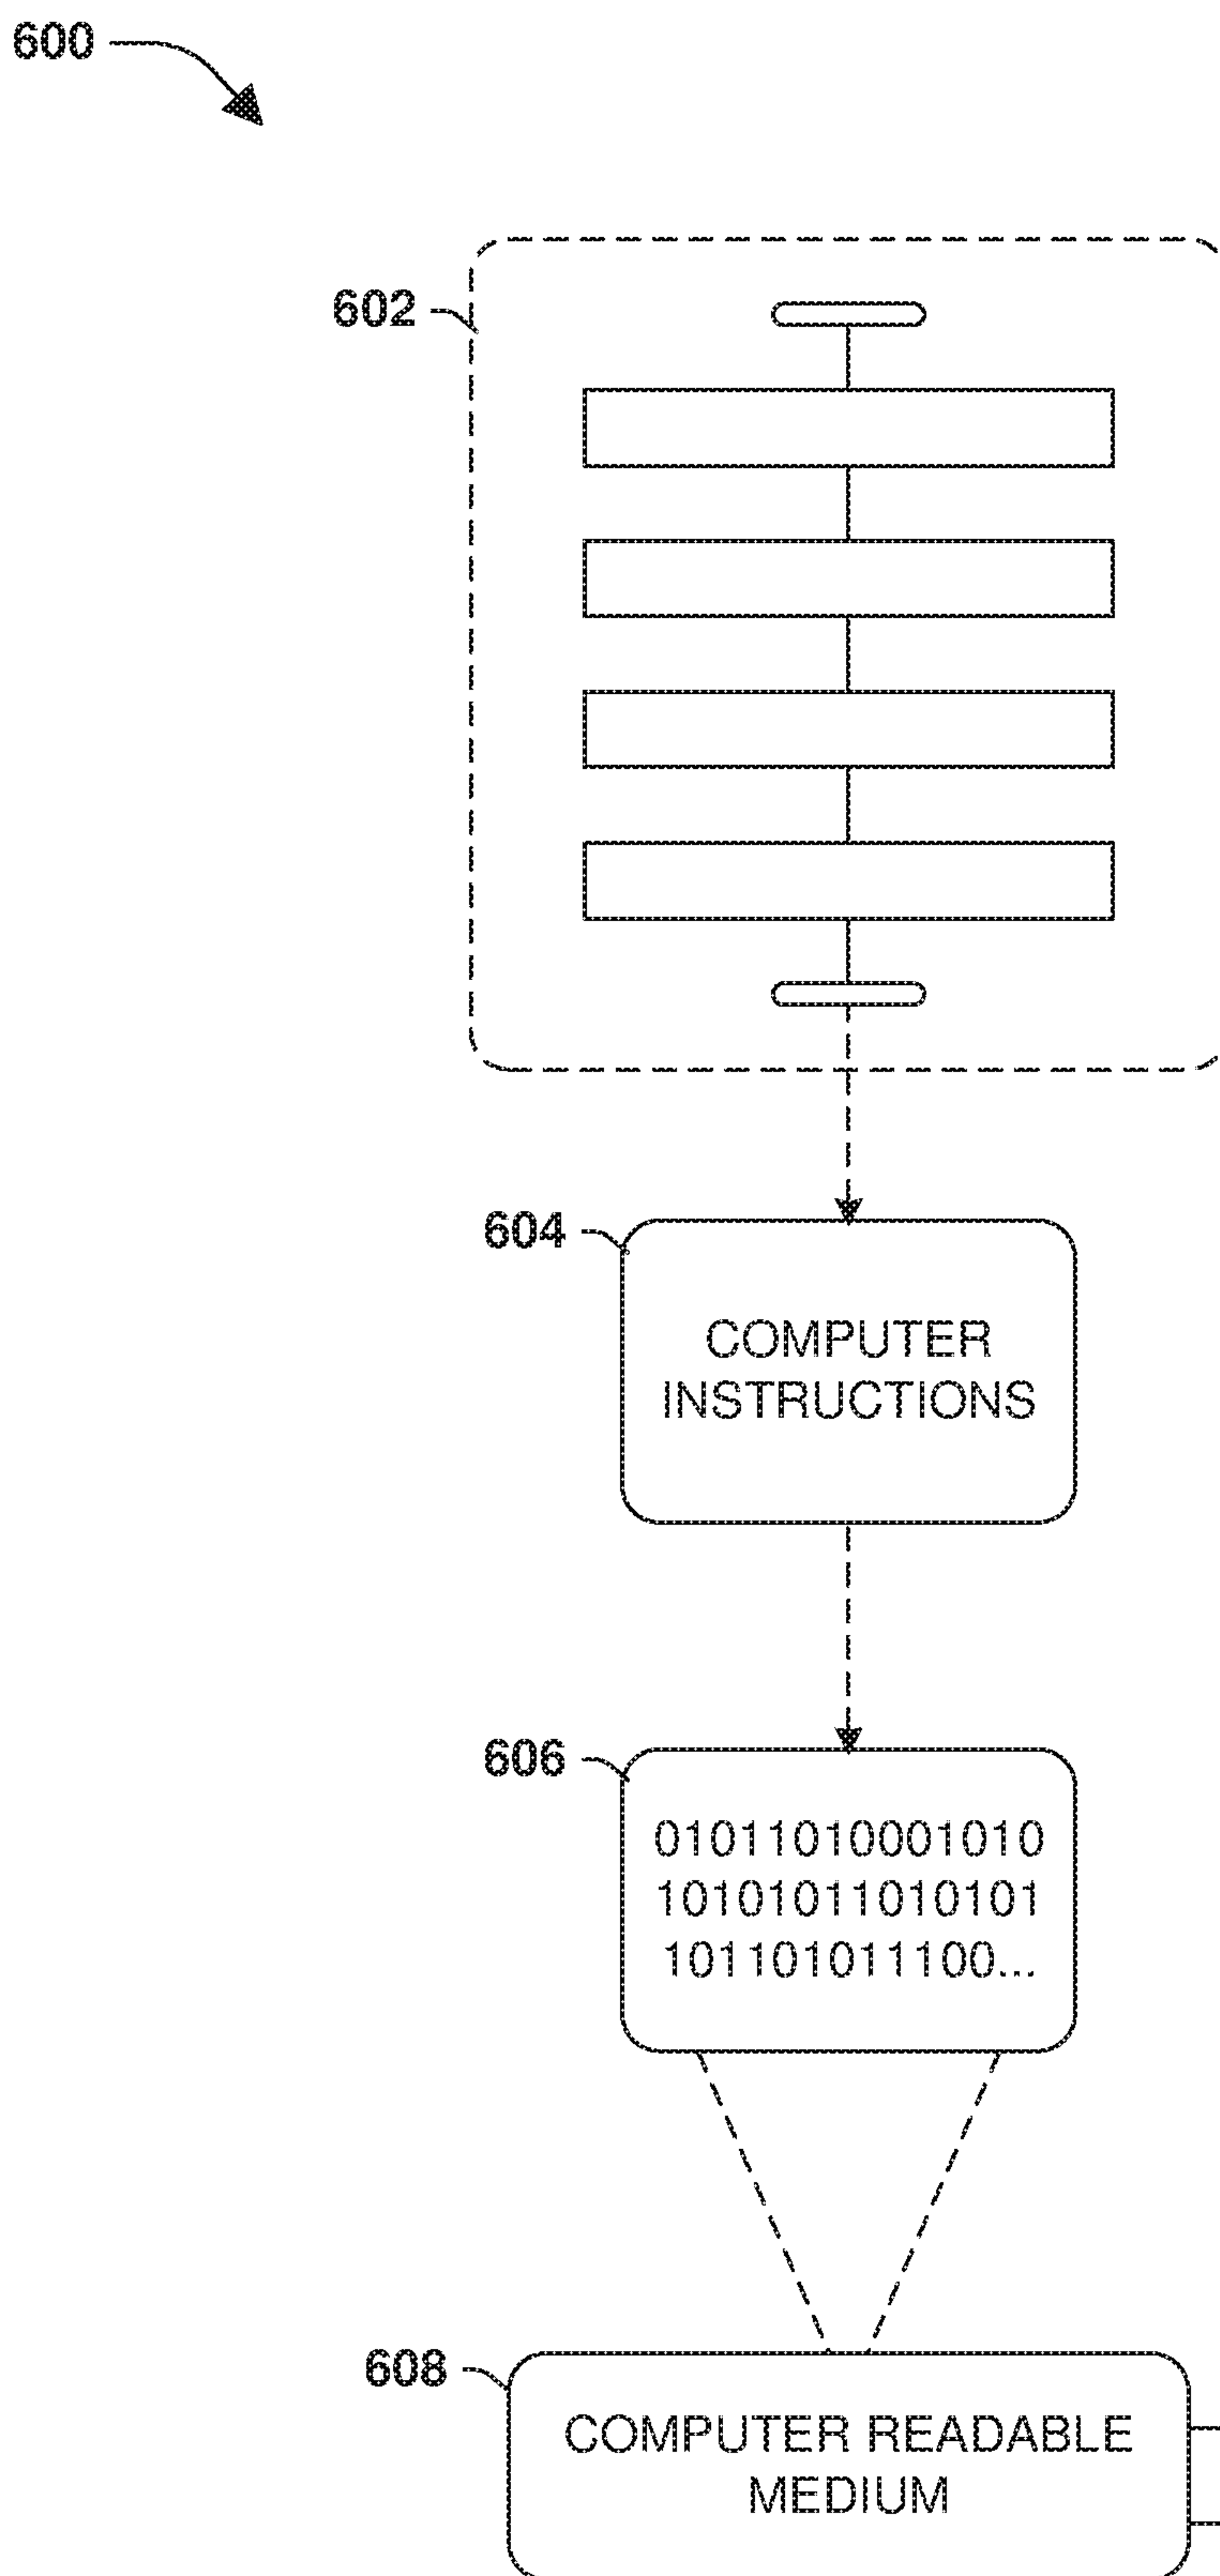 600
602
604
COMPUTER
INSTRUCTIONS
606
01011010001010
10101011010101
101101011100...
608
COMPUTER READABLE
MEDIUM